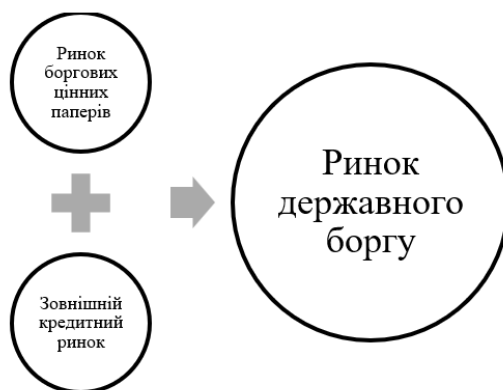 Ринок
боргових
цінних
паперів
Зовнішній
кредитний
ринок
Ринок
державного
боргу